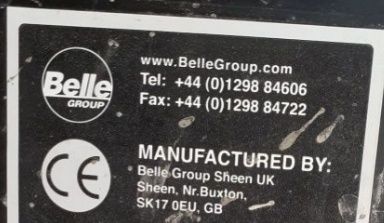 Belle
GROUP
www.BelleGroup.com
Tel: +44 (0)1298 84606
Fax: +44 (0)1298 84722
CE
MANUFACTURED BY:
Belle Group Sheen UK
Sheen, Nr.Buxton,
SK17 0EU, GB